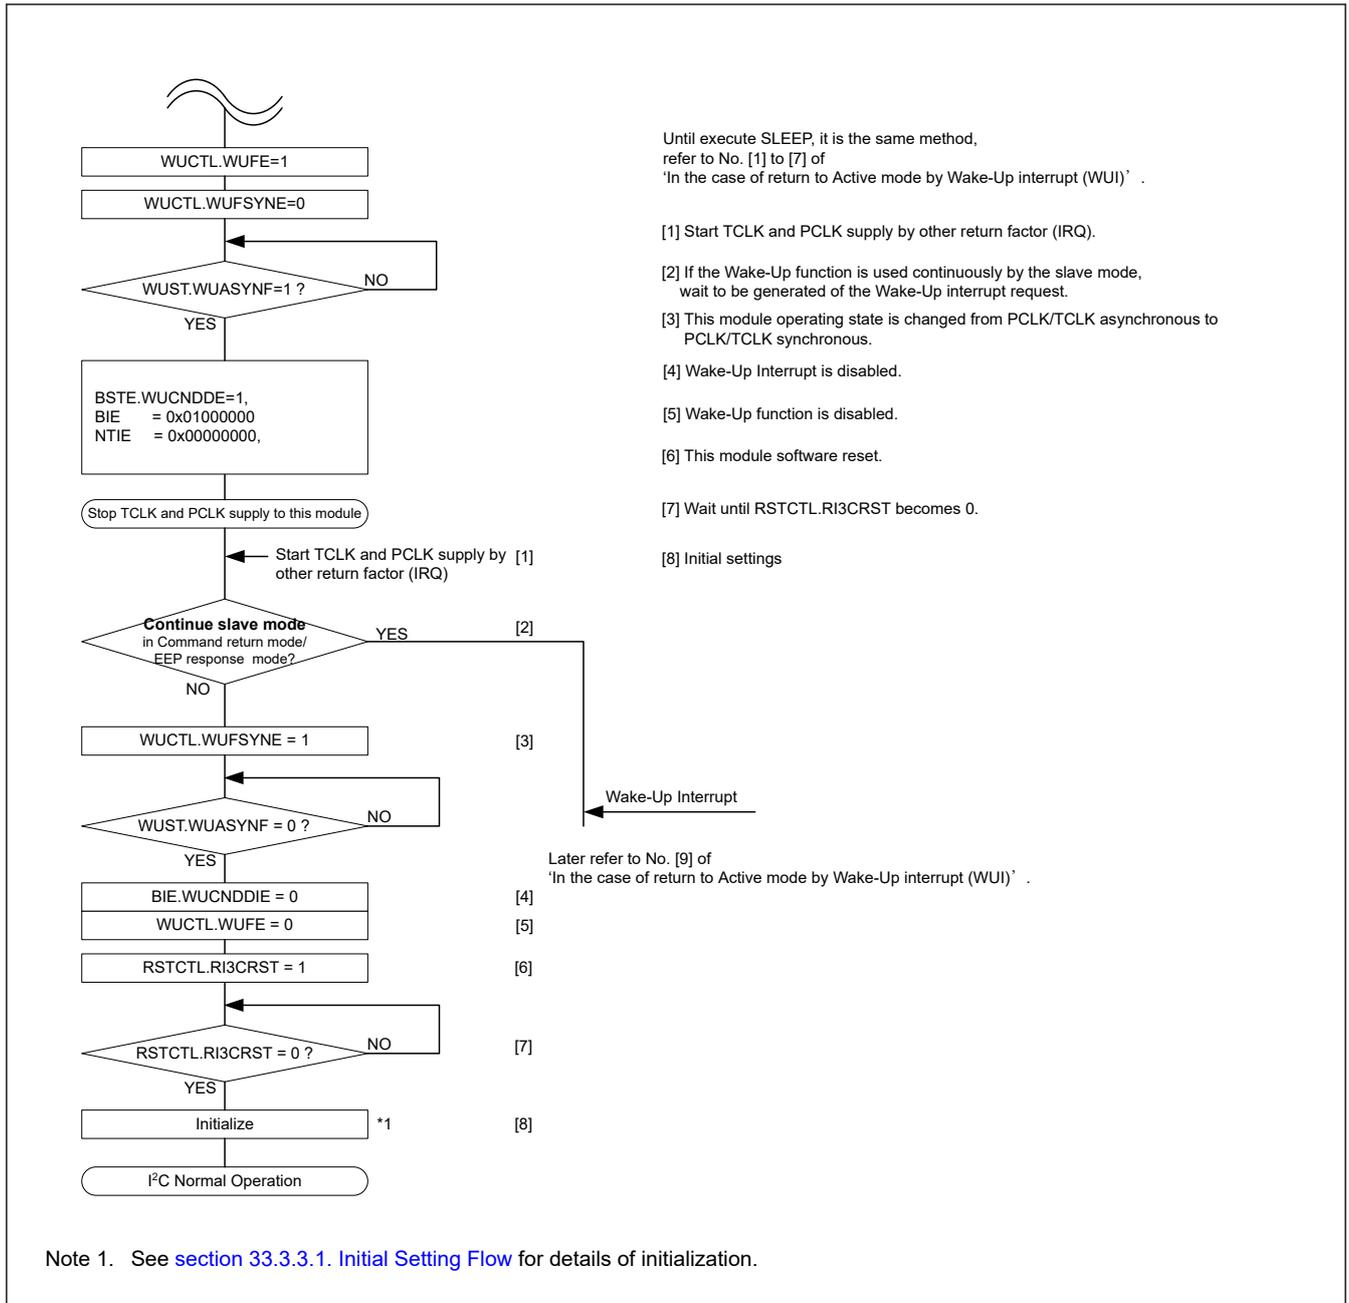 WUCTL.WUFE=1
WUCTL.WUFSYNE=0
WUST.WUASYNF=1 ?
NO
YES
BSTE.WUCNDDE=1,
BIE = 0x01000000
NTIE = 0x00000000,
Stop TCLK and PCLK supply to this module
Start TCLK and PCLK supply by [1]
other return factor (IRQ)
Continue slave mode
in Command return mode/
EEP response mode?
YES
[2]
NO
WUCTL.WUFSYNE = 1
[3]
WUST.WUASYNF = 0 ?
NO
YES
Wake-Up Interrupt
Later refer to No. [9] of
‘In the case of return to Active mode by Wake-Up interrupt (WUI)’ .
BIE.WUCNDDIE = 0
[4]
WUCTL.WUFE = 0
[5]
RSTCTL.RI3CRST = 1
[6]
RSTCTL.RI3CRST = 0 ?
NO
[7]
YES
Initialize
*1
[8]
I²C Normal Operation
Until execute SLEEP, it is the same method,
refer to No. [1] to [7] of
‘In the case of return to Active mode by Wake-Up interrupt (WUI)’ .
[1] Start TCLK and PCLK supply by other return factor (IRQ).
[2] If the Wake-Up function is used continuously by the slave mode,
wait to be generated of the Wake-Up interrupt request.
[3] This module operating state is changed from PCLK/TCLK asynchronous to
PCLK/TCLK synchronous.
[4] Wake-Up Interrupt is disabled.
[5] Wake-Up function is disabled.
[6] This module software reset.
[7] Wait until RSTCTL.RI3CRST becomes 0.
[8] Initial settings
Note 1. See section 33.3.3.1. Initial Setting Flow for details of initialization.